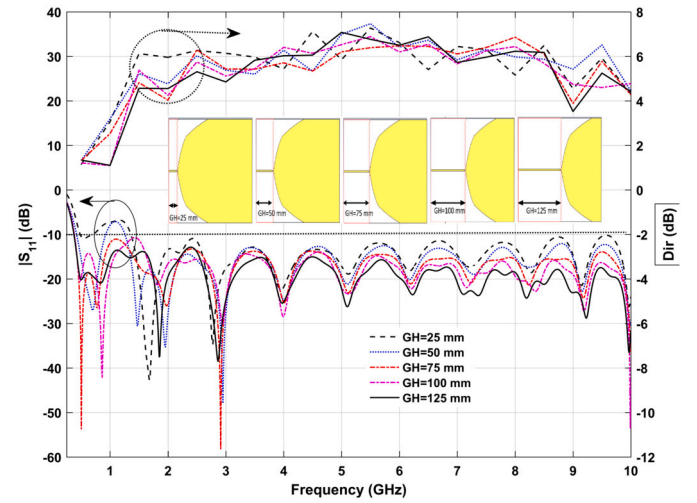 40
30
20
10
0
-10
-20
-30
-40
-50
-60
|S11| (dB)
8
6
4
2
0
-2
-4
-6
-8
-10
-12
Dir (dB)
GH=25 mm
GH=50 mm
GH=75 mm
GH=100 mm
GH=125 mm
GH=25 mm
GH=50 mm
GH=75 mm
GH=100 mm
GH=125 mm
1 2 3 4 5 6 7 8 9 10
Frequency (GHz)